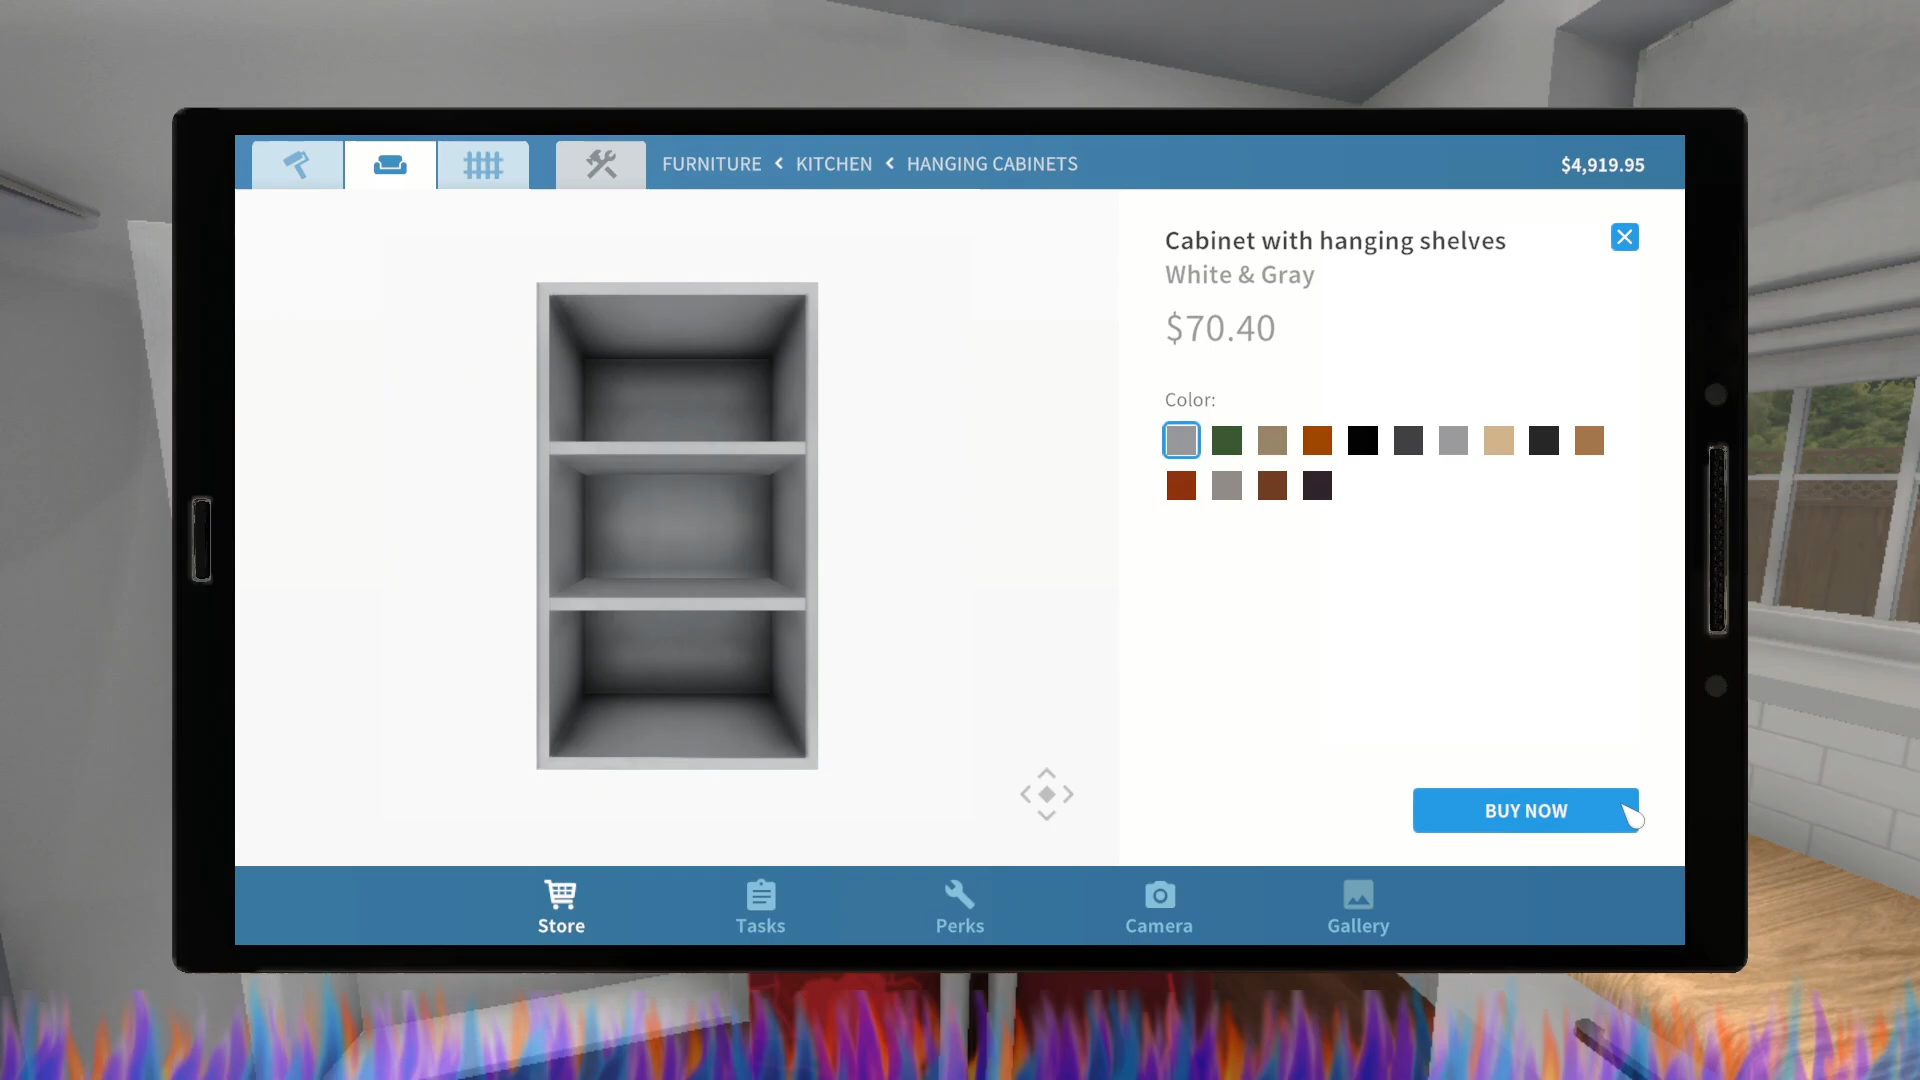 FURNITURE < KITCHEN < HANGING CABINETS
$4,919.95
Cabinet with hanging shelves
White & Gray
$70.40
Color:
BUY NOW
Store
Tasks
Perks
Camera
Gallery